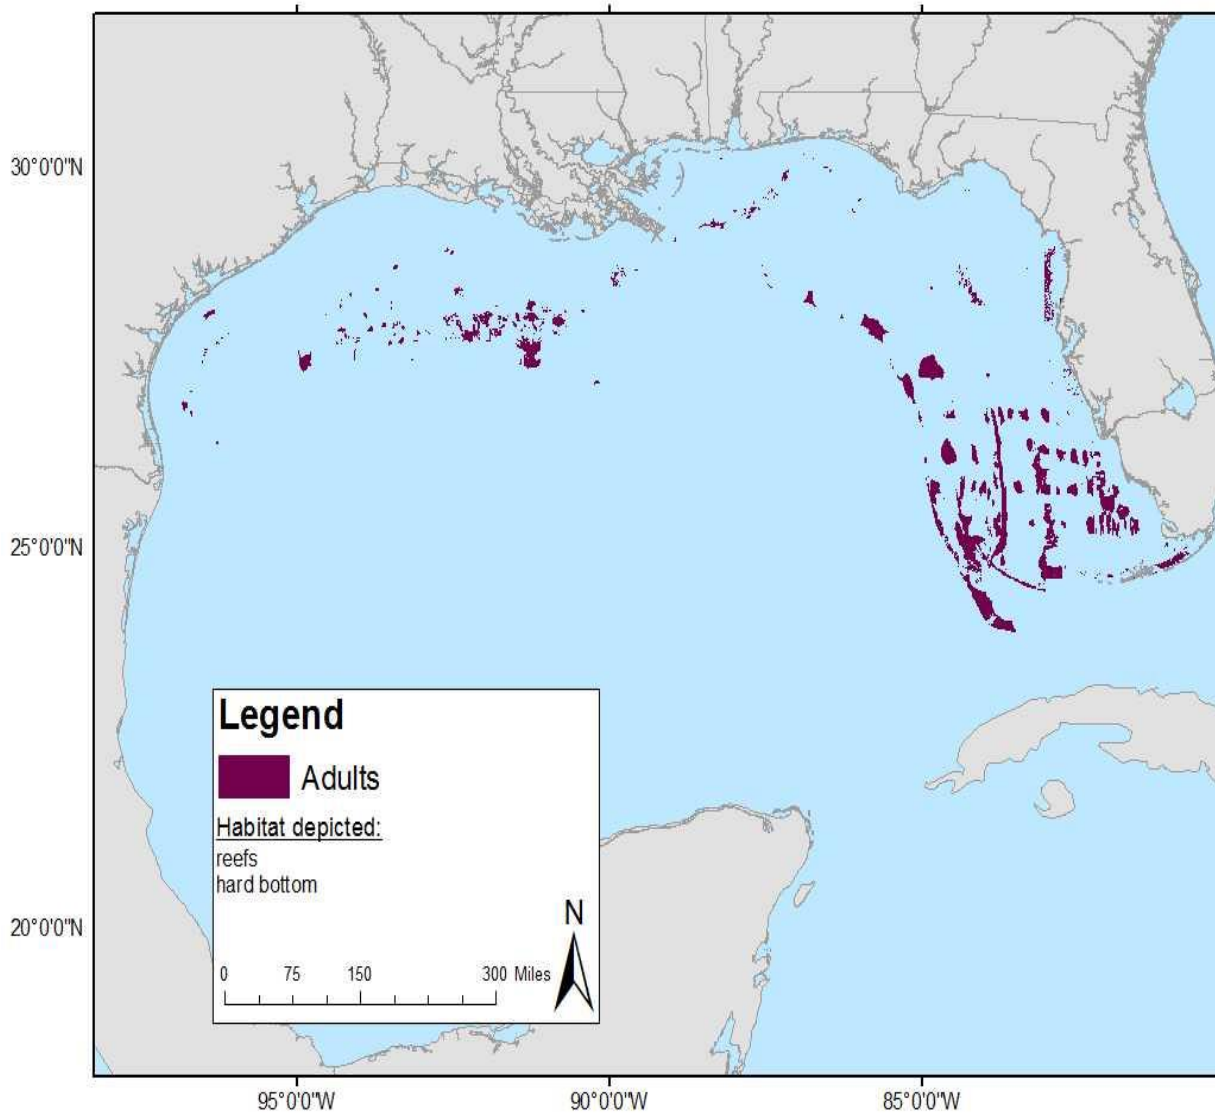 30°0'0"N
25°0'0"N
20°0'0"N
Legend
Adults
Habitat depicted:
reefs
hard bottom
N
0 75 150 300 Miles
95°0'0"W 90°0'0"W 85°0'0"W